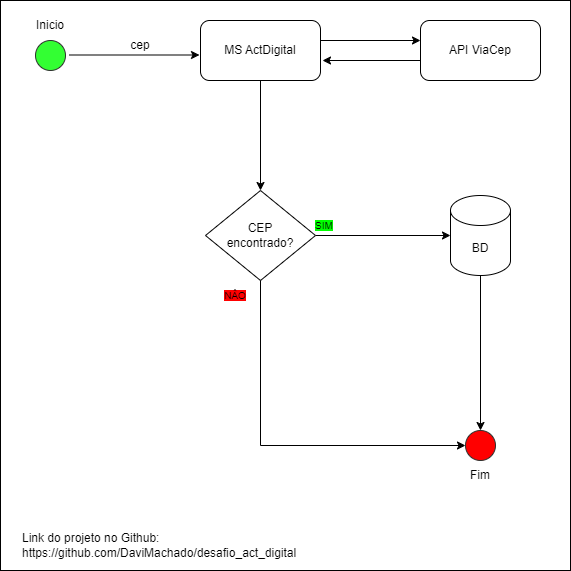 Inicio
cep
MS ActDigital
API ViaCep
CEP
encontrado?
SIM
BD
NÃO
Fim
Link do projeto no Github:
https://github.com/DaviMachado/desafio_act_digital